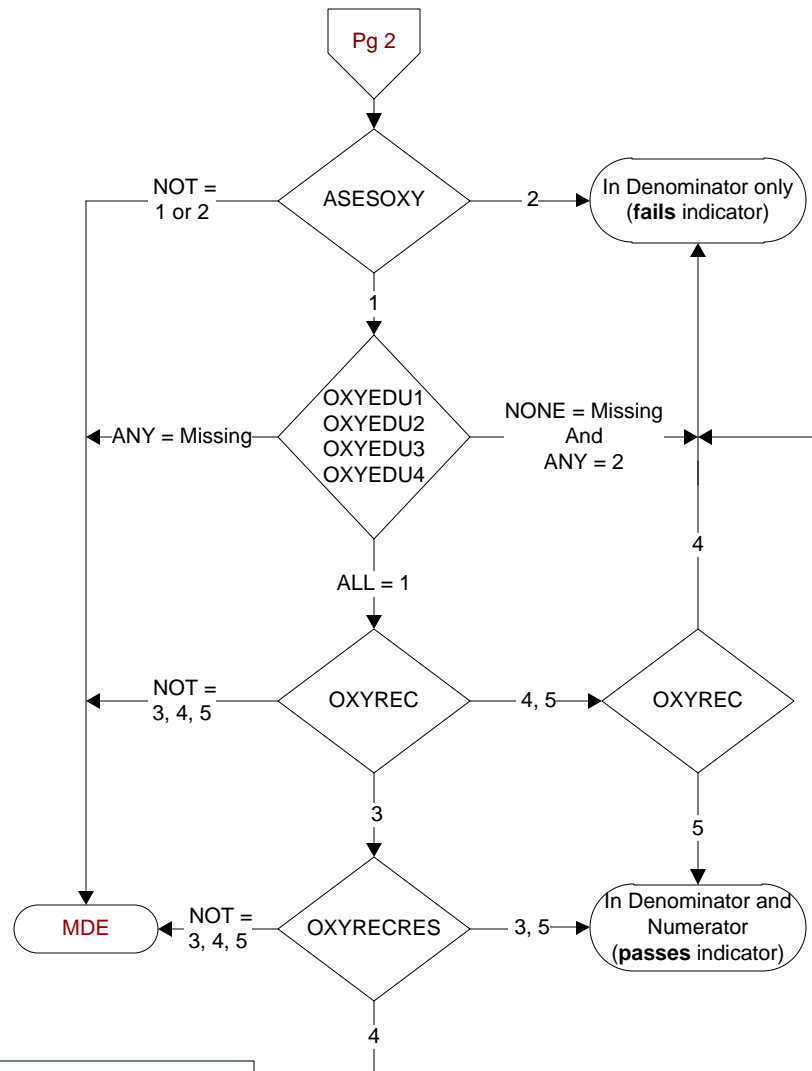 Pg 2
NOT =
1 or 2
ASESOXY
2
In Denominator only
(fails indicator)
1
ANY = Missing
OXYEDU1
OXYEDU2
OXYEDU3
OXYEDU4
NONE = Missing
And
ANY = 2
ALL = 1
4
NOT =
3, 4, 5
OXYREC
4, 5
OXYREC
3
5
MDE
NOT =
3, 4, 5
OXYRECRES
3, 5
In Denominator and
Numerator
(passes indicator)
4